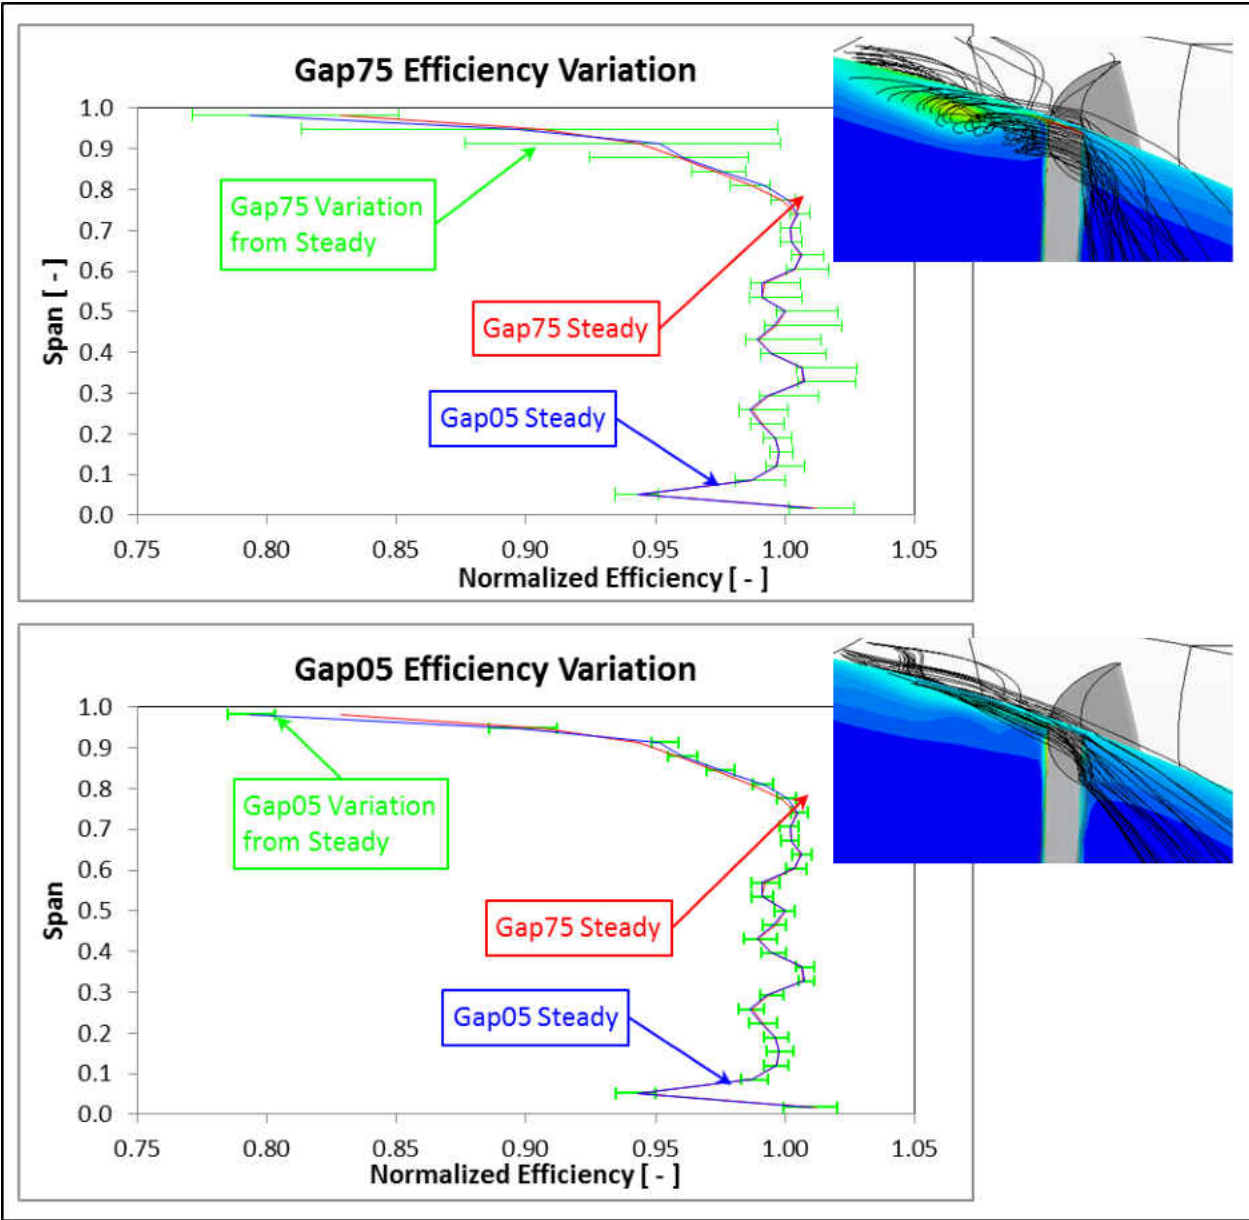 Gap75 Efficiency Variation
1.0
0.9
0.8
0.7
0.6
0.5
0.4
0.3
0.2
0.1
0.0
Span [ - ]
Gap75 Variation
from Steady
Gap75 Steady
Gap05 Steady
0.75 0.80 0.85 0.90 0.95 1.00 1.05
Normalized Efficiency [ - ]
Gap05 Efficiency Variation
1.0
0.9
0.8
0.7
0.6
0.5
0.4
0.3
0.2
0.1
0.0
Span
Gap05 Variation
from Steady
Gap75 Steady
Gap05 Steady
0.75 0.80 0.85 0.90 0.95 1.00 1.05
Normalized Efficiency [ - ]